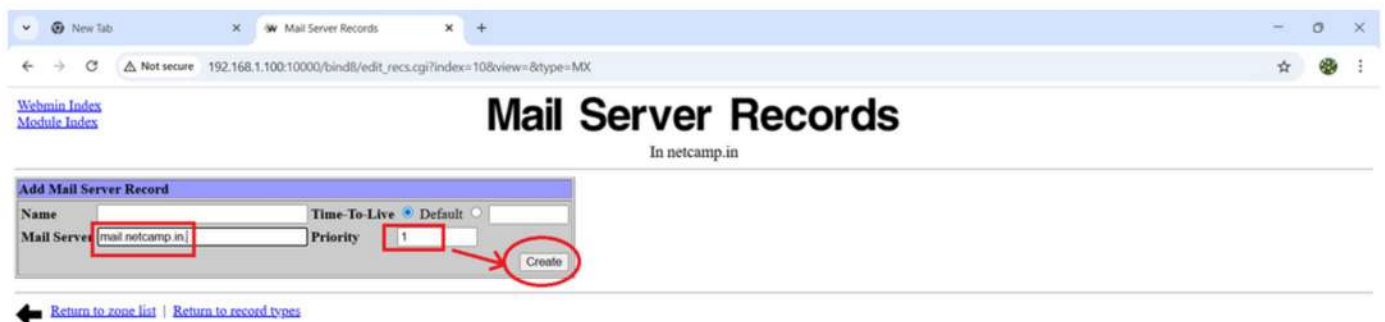 New Tab
Mail Server Records
Not secure 192.168.1.100:10000/bind8/edit_recs.cgi?index=10&view=&type=MX
Webmin Index
Module Index
Mail Server Records
In netcamp.in
Add Mail Server Record
Name Time-To-Live Default
Mail Server mail.netcamp.in. Priority 1
Create
Return to zone list | Return to record types